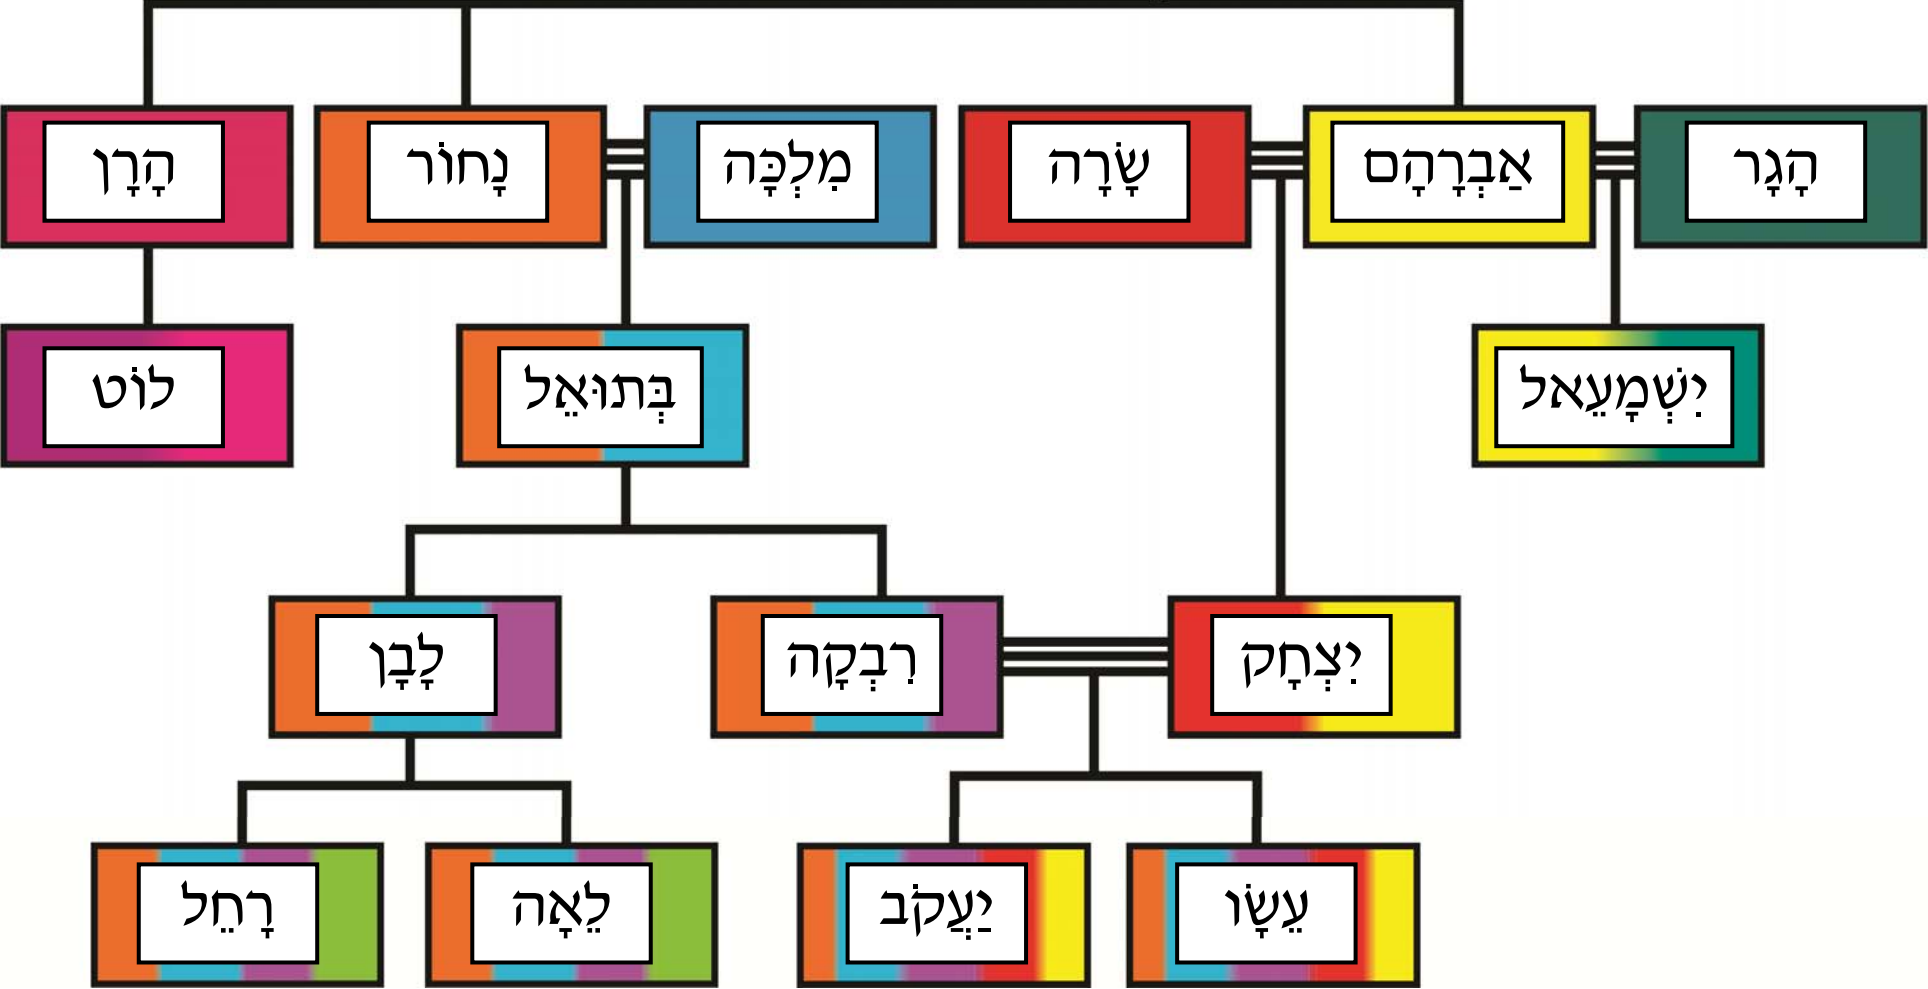 הָגָר
אַבְרָהָם
שָׂרָה
מִלְכָּה
נָחוֹר
הָרָן
יִשְׁמָעֵאל
בְּתוּאֵל
לוֹט
יִצְחָק
רִבְקָה
לָבָן
עֵשָׂו
יַעֲקֹב
לֵאָה
רָחֵל